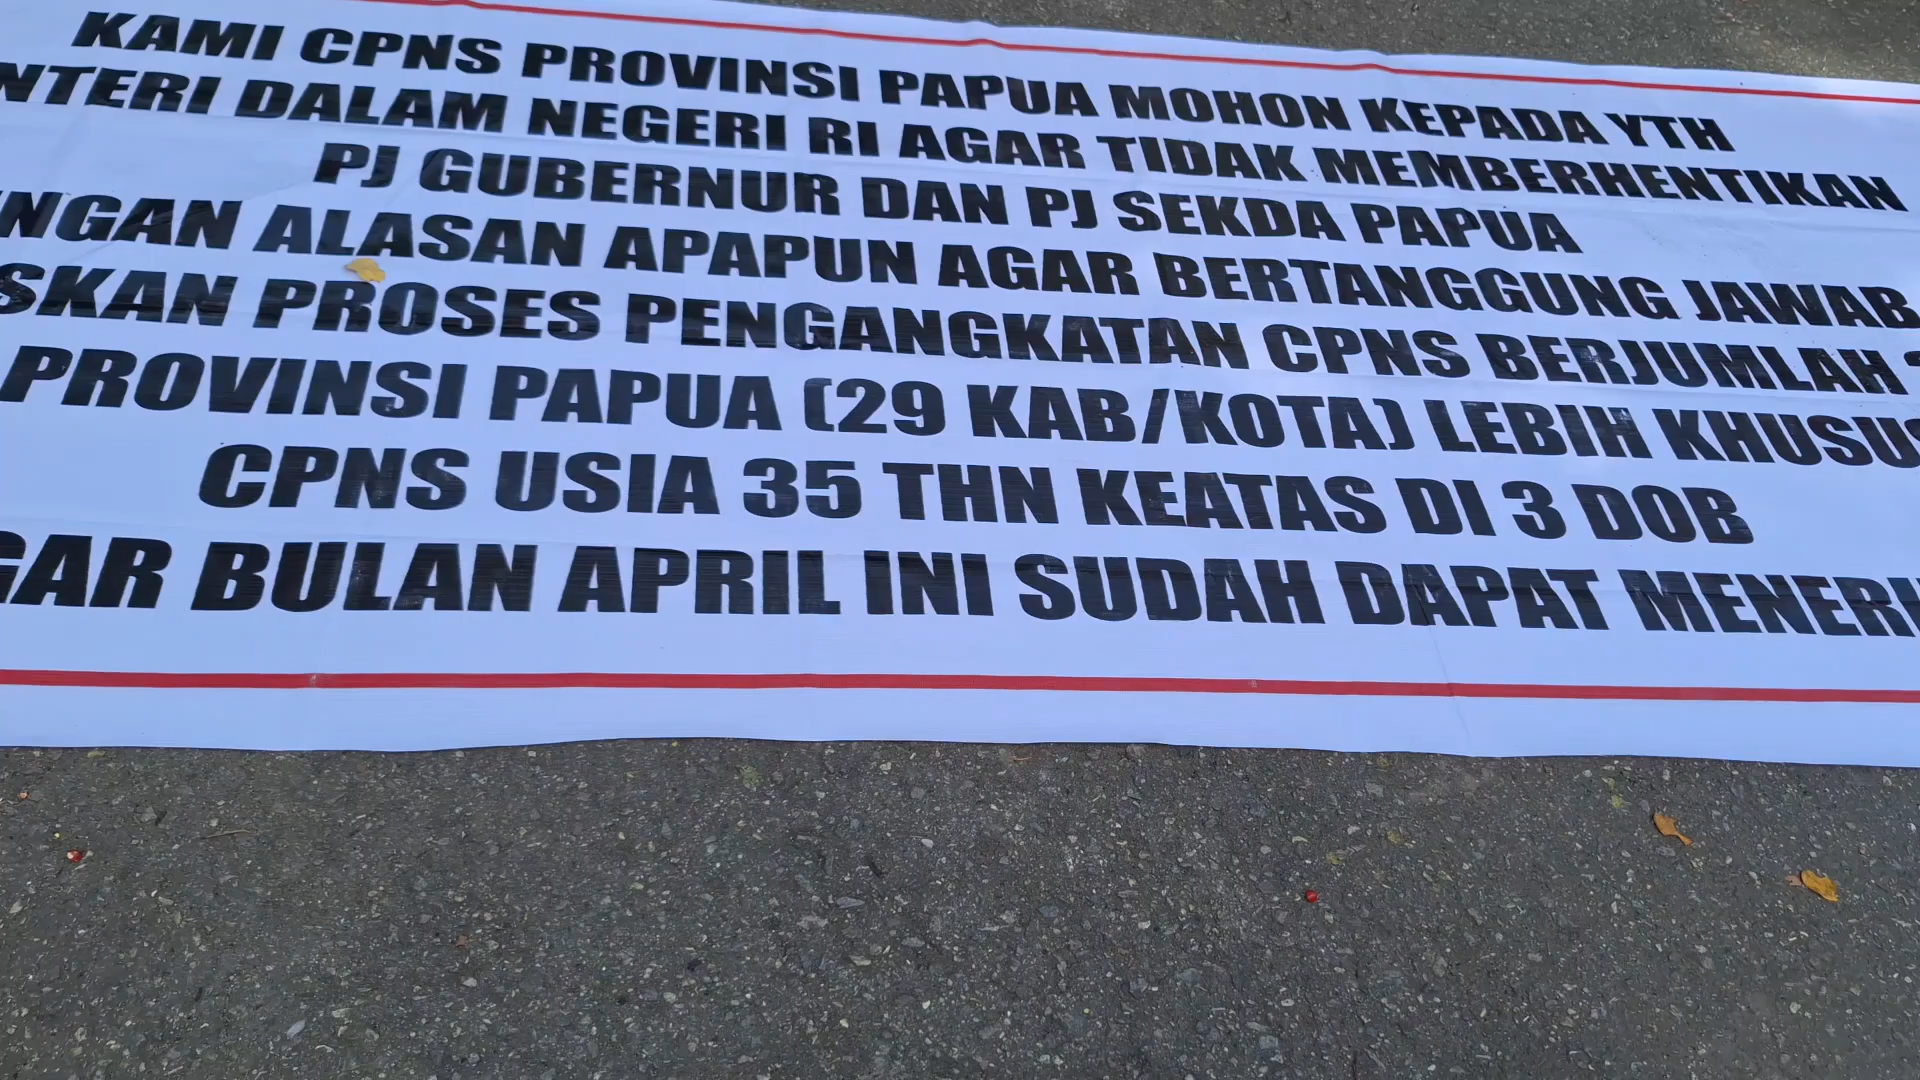 KAMI CPNS PROVINSI PAPUA MOHON KEPADA YTH
NTERI DALAM NEGERI RI AGAR TIDAK MEMBERHENTIKAN
PJ GUBERNUR DAN PJ SEKDA PAPUA
NGAN ALASAN APAPUN AGAR BERTANGGUNG JAWAB
SKAN PROSES PENGANGKATAN CPNS BERJUMLAH
PROVINSI PAPUA (29 KAB/KOTA) LEBIH KHUSUS
CPNS USIA 35 THN KEATAS DI 3 DOB
GAR BULAN APRIL INI SUDAH DAPAT MENERI